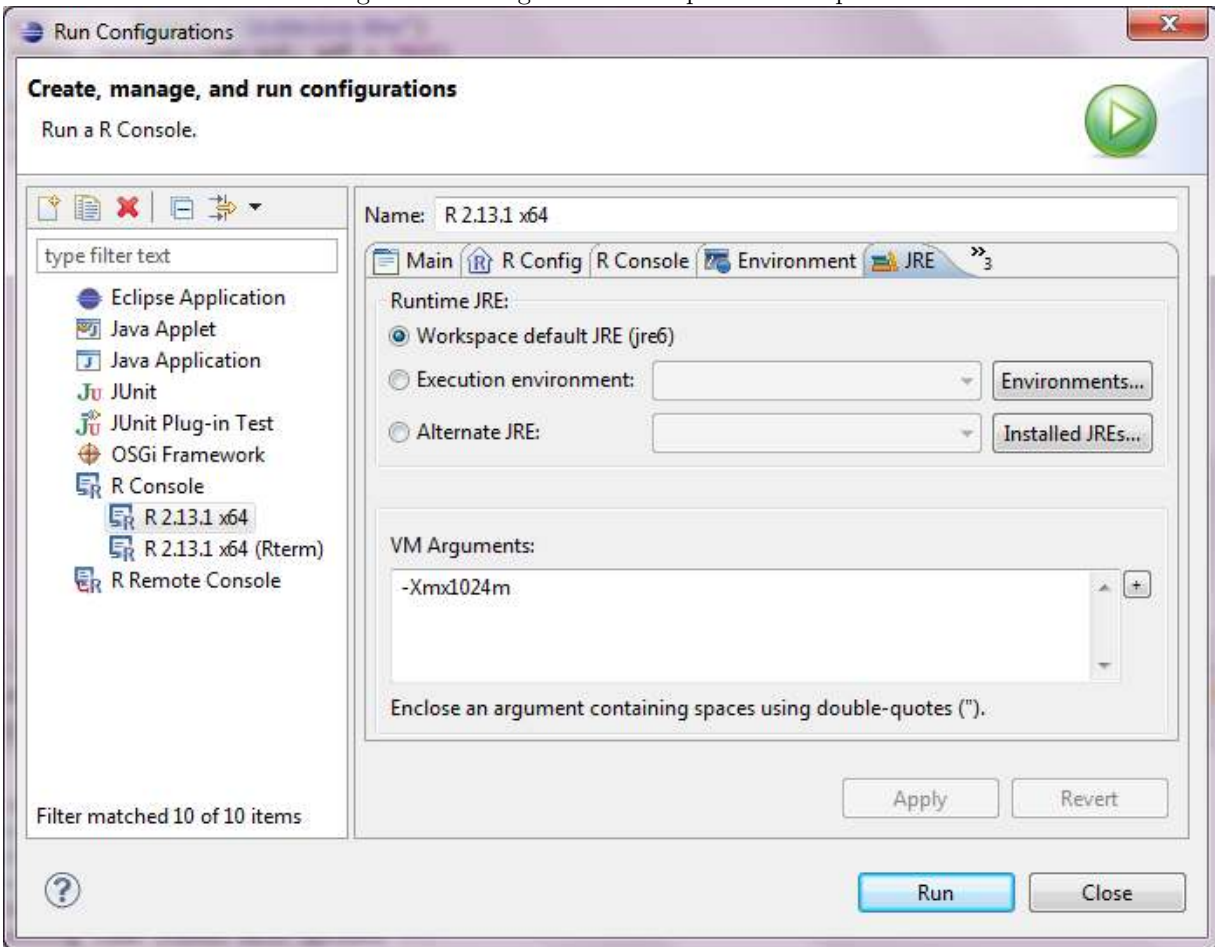 Run Configurations
Create, manage, and run configurations
Run a R Console.
type filter text
Eclipse Application
Java Applet
Java Application
JUnit
JUnit Plug-in Test
OSGi Framework
R Console
R 2.13.1 x64
R 2.13.1 x64 (Rterm)
R Remote Console
Filter matched 10 of 10 items
Name: R 2.13.1 x64
Main R Config R Console Environment JRE »3
Runtime JRE:
Workspace default JRE (jre6)
Execution environment: Environments...
Alternate JRE: Installed JREs...
VM Arguments:
-Xmx1024m
+
Enclose an argument containing spaces using double-quotes (").
Apply Revert
? Run Close